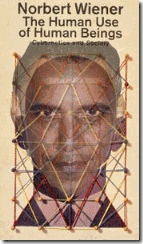 Norbert Wiener
The Human Use
of Human Beings
Cybernetics and Society